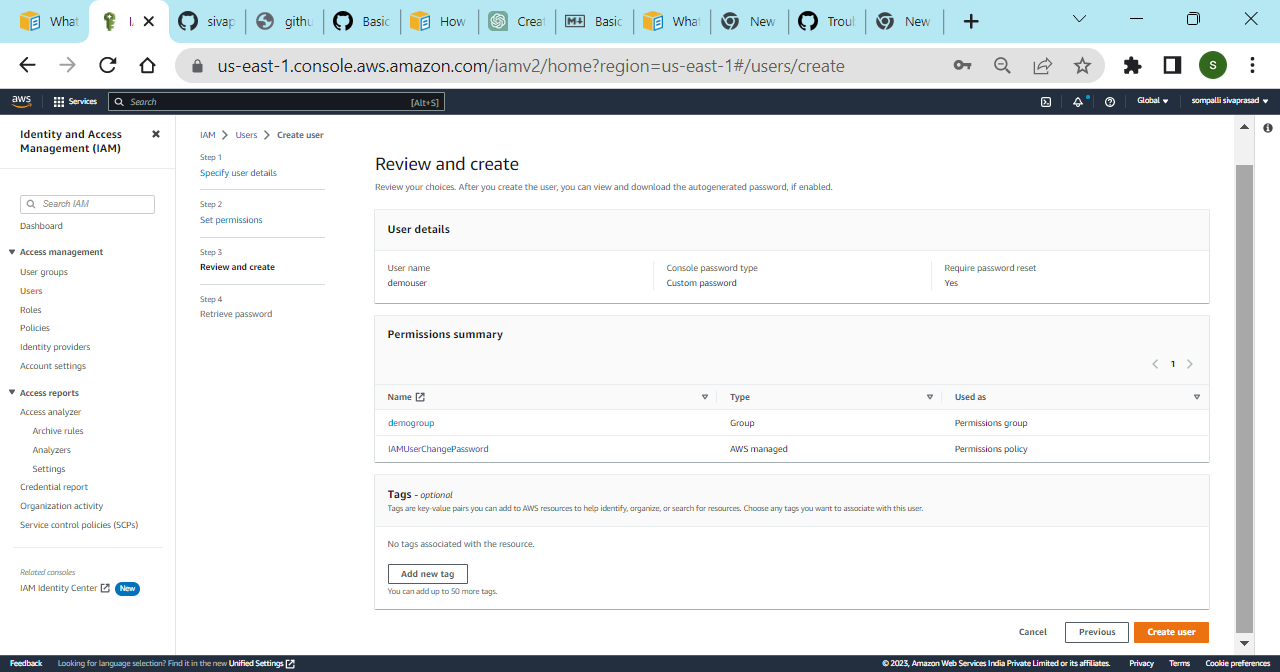 What
I.
sivap
githu
Basic
How
Creat
Basic
What
New
Troul
New
us-east-1.console.aws.amazon.com/iamv2/home?region=us-east-1#/users/create
S
aws
Services
Search
[Alt+S]
Global
sompalli sivaprasad
Identity and Access
Management (IAM)
Search IAM
Dashboard
Access management
User groups
Users
Roles
Policies
Identity providers
Account settings
Access reports
Access analyzer
Archive rules
Analyzers
Settings
Credential report
Organization activity
Service control policies (SCPs)
Related consoles
IAM Identity Center New
IAM > Users > Create user
Step 1
Specify user details
Step 2
Set permissions
Step 3
Review and create
Step 4
Retrieve password
Review and create
Review your choices. After you create the user, you can view and download the autogenerated password, if enabled.
User details
User name
demouser
Console password type
Custom password
Require password reset
Yes
Permissions summary
1
Name Type Used as
demogroup Group Permissions group
IAMUserChangePassword AWS managed Permissions policy
Tags - optional
Tags are key-value pairs you can add to AWS resources to help identify, organize, or search for resources. Choose any tags you want to associate with this user.
No tags associated with the resource.
Add new tag
You can add up to 50 more tags.
Cancel Previous Create user
Feedback Looking for language selection? Find it in the new Unified Settings © 2023, Amazon Web Services India Private Limited or its affiliates. Privacy Terms Cookie preferences